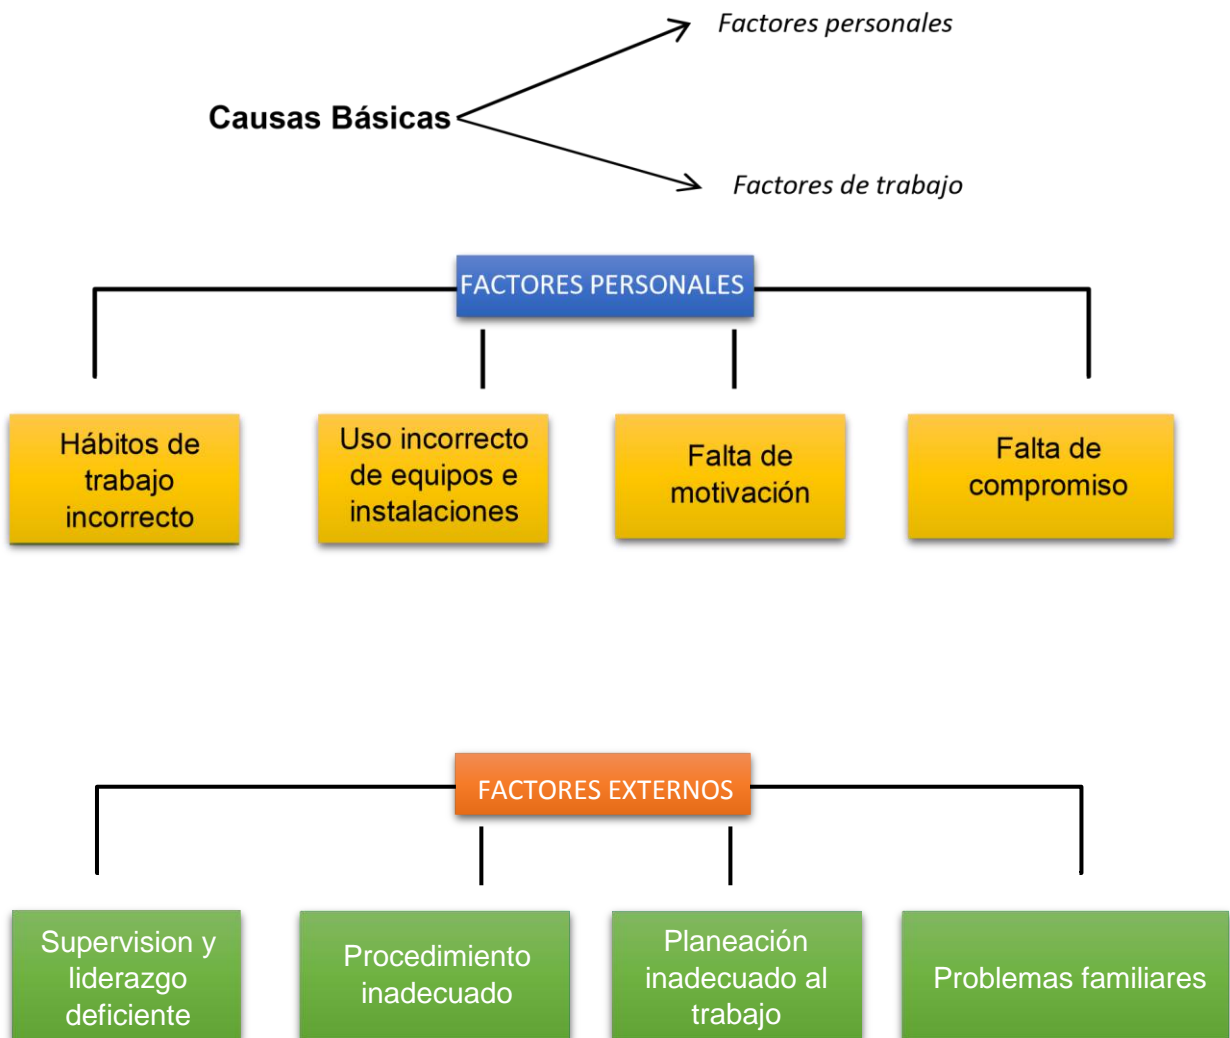 Factores personales
Causas Básicas
Factores de trabajo
FACTORES PERSONALES
Hábitos de
trabajo
incorrecto
Uso incorrecto
de equipos e
instalaciones
Falta de
motivación
Falta de
compromiso
FACTORES EXTERNOS
Supervision y
liderazgo
deficiente
Procedimiento
inadecuado
Planeación
inadecuado al
trabajo
Problemas familiares